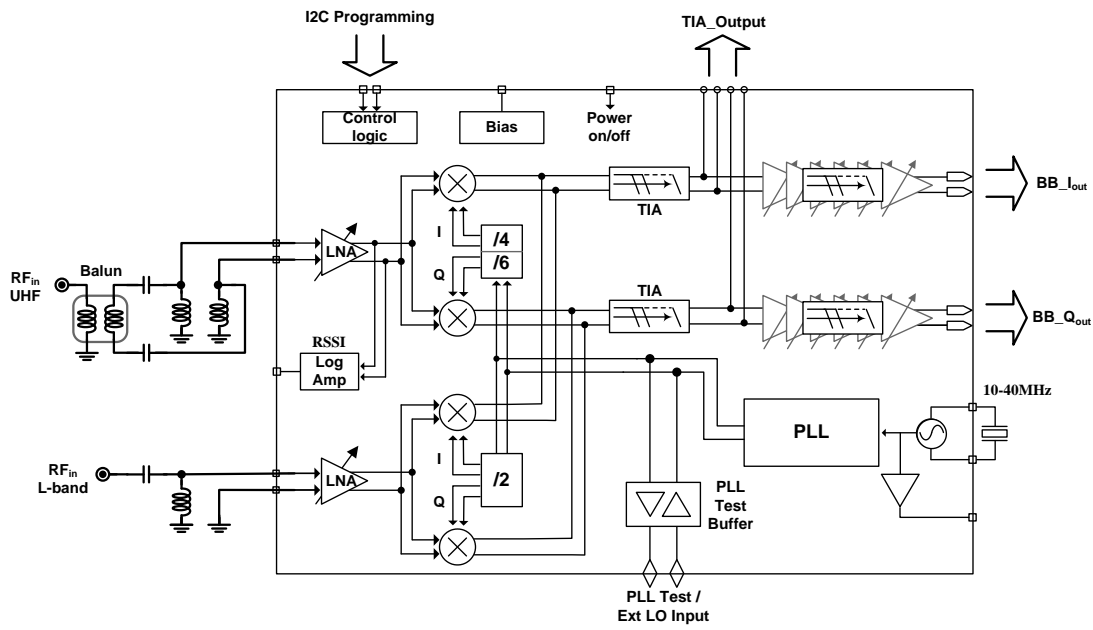 I2C Programming
TIA_Output
Control
logic
Bias
Power
on/off
TIA
BB_Iout
I
/4
/6
LNA
Q
RFin
UHF
Balun
TIA
BB_Qout
RSSI
Log
Amp
10-40MHz
PLL
I
RFin
L-band
LNA
/2
Q
PLL
Test
Buffer
PLL Test /
Ext LO Input